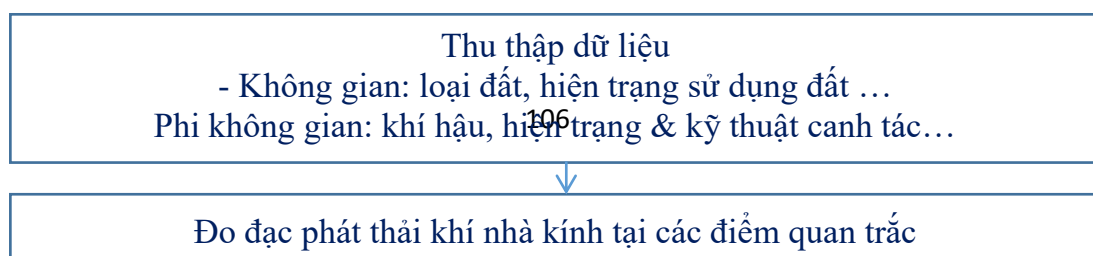 Thu thập dữ liệu
- Không gian: loại đất, hiện trạng sử dụng đất …
Phi không gian: khí hậu, hiện trạng & kỹ thuật canh tác…
106
Đo đạc phát thải khí nhà kính tại các điểm quan trắc